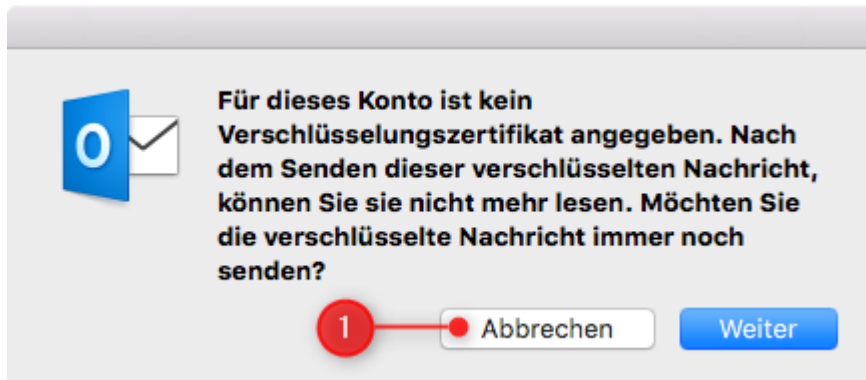 Für dieses Konto ist kein
Verschlüsselungszertifikat angegeben. Nach
dem Senden dieser verschlüsselten Nachricht,
können Sie sie nicht mehr lesen. Möchten Sie
die verschlüsselte Nachricht immer noch
senden?
1 Abbrechen Weiter